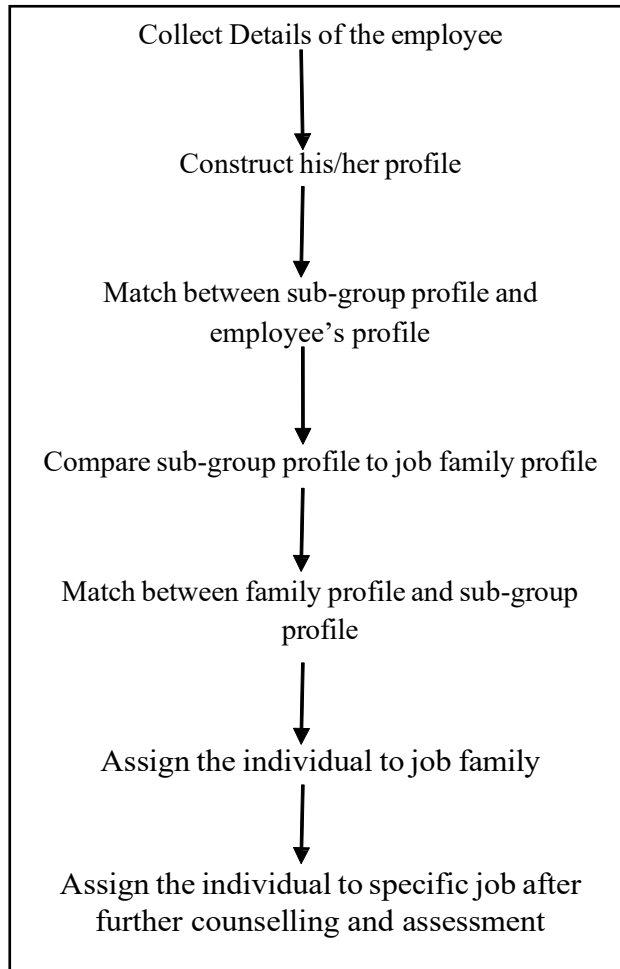 Collect Details of the employee
Construct his/her profile
Match between sub-group profile and
employee’s profile
Compare sub-group profile to job family profile
Match between family profile and sub-group
profile
Assign the individual to job family
Assign the individual to specific job after
further counselling and assessment